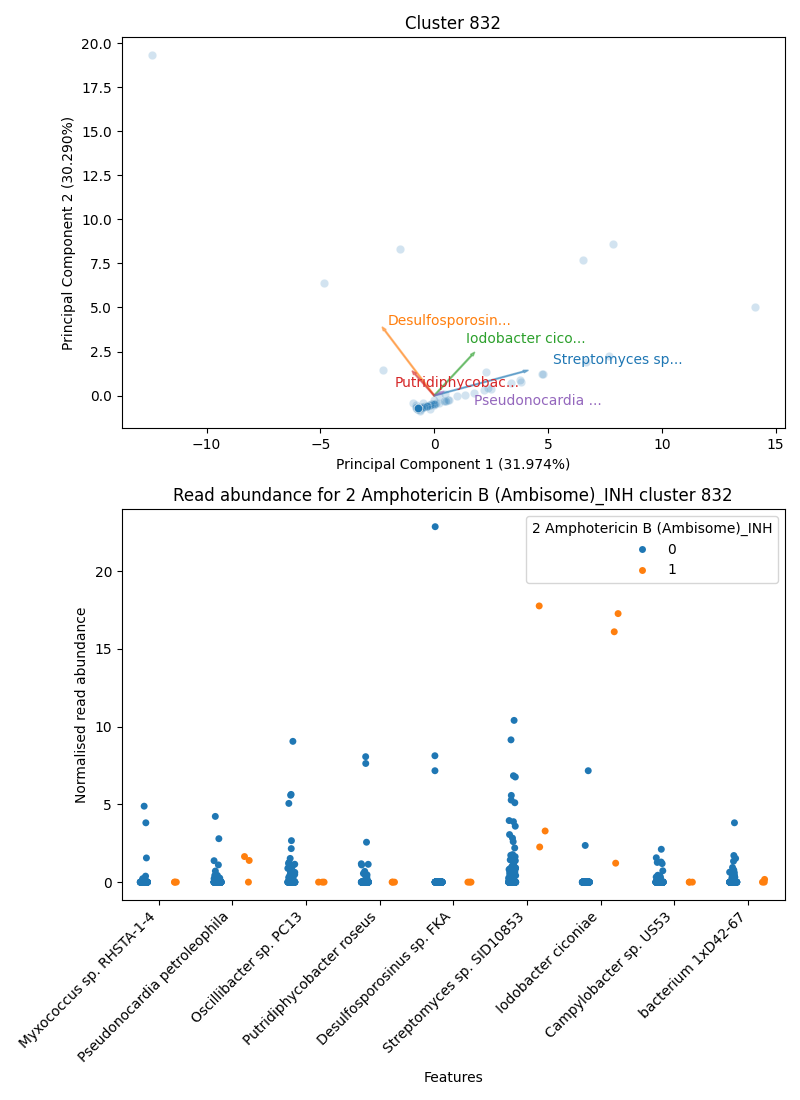 Cluster 832
20.0
17.5
15.0
12.5
10.0
7.5
5.0
2.5
0.0
Principal Component 2 (30.290%)
Desulfosporosin...
Iodobacter cico...
Streptomyces sp...
Putridiphycobac...
Pseudonocardia ...
−10
−5
0
5
10
15
Principal Component 1 (31.974%)
Read abundance for 2 Amphotericin B (Ambisome)_INH cluster 832
2 Amphotericin B (Ambisome)_INH
0
1
20
15
10
5
0
Normalised read abundance
Myxococcus sp. RHSTA-1-4
Pseudonocardia petroleophila
Oscillibacter sp. PC13
Putridiphycobacter roseus
Desulfosporosinus sp. FKA
Streptomyces sp. SID10853
Iodobacter ciconiae
Campylobacter sp. US53
bacterium 1xD42-67
Features